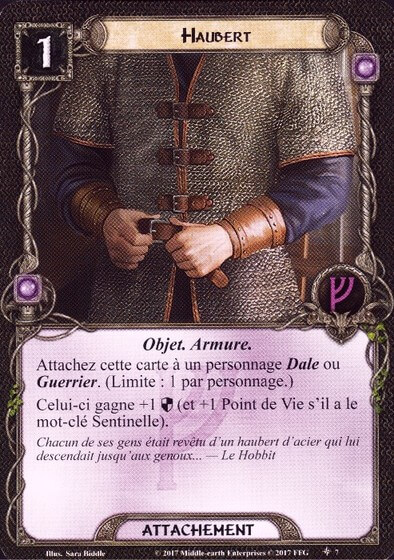 HAUBERT
1
Objet. Armure.
Attachez cette carte à un personnage Dale ou
Guerrier. (Limite : 1 par personnage.)
Celui-ci gagne +1 (et +1 Point de Vie s'il a le
mot-clé Sentinelle).
Chacun de ses gens était revêtu d'un haubert d'acier qui lui
descendait jusqu'aux genoux... — Le Hobbit
ATTACHEMENT
Illus. Sara Biddle © 2017 Middle-earth Enterprises © 2017 FFG